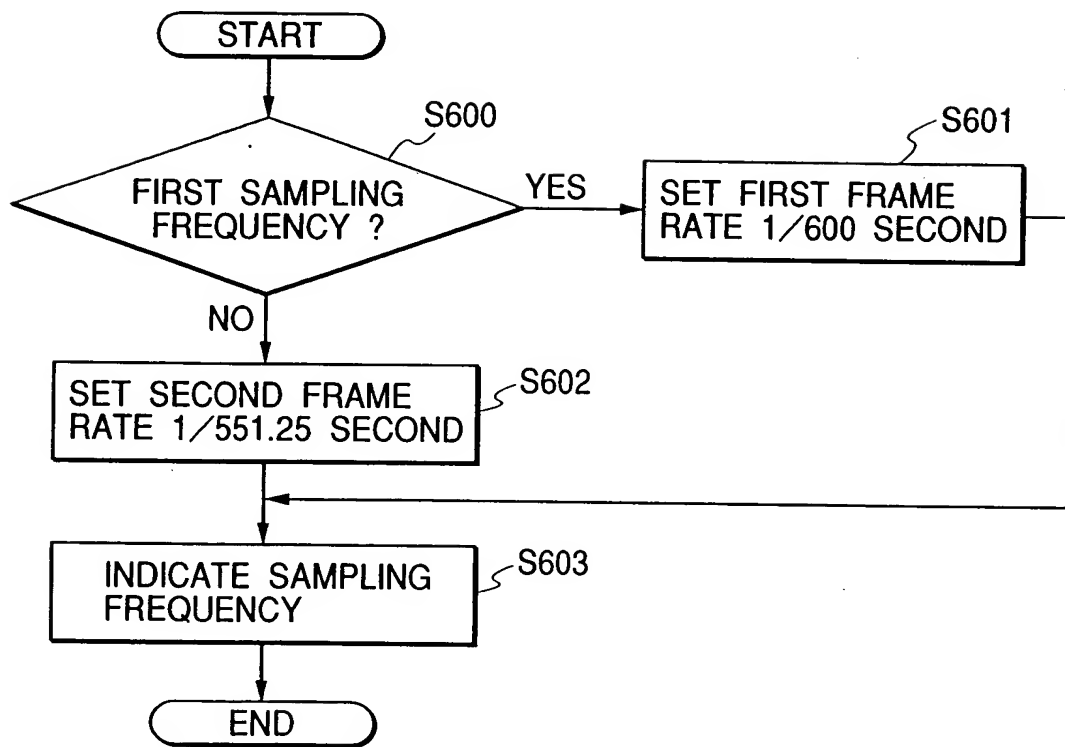 START
S600
FIRST SAMPLING
FREQUENCY ?
YES
S601
SET FIRST FRAME
RATE 1/600 SECOND
NO
S602
SET SECOND FRAME
RATE 1/551.25 SECOND
S603
INDICATE SAMPLING
FREQUENCY
END